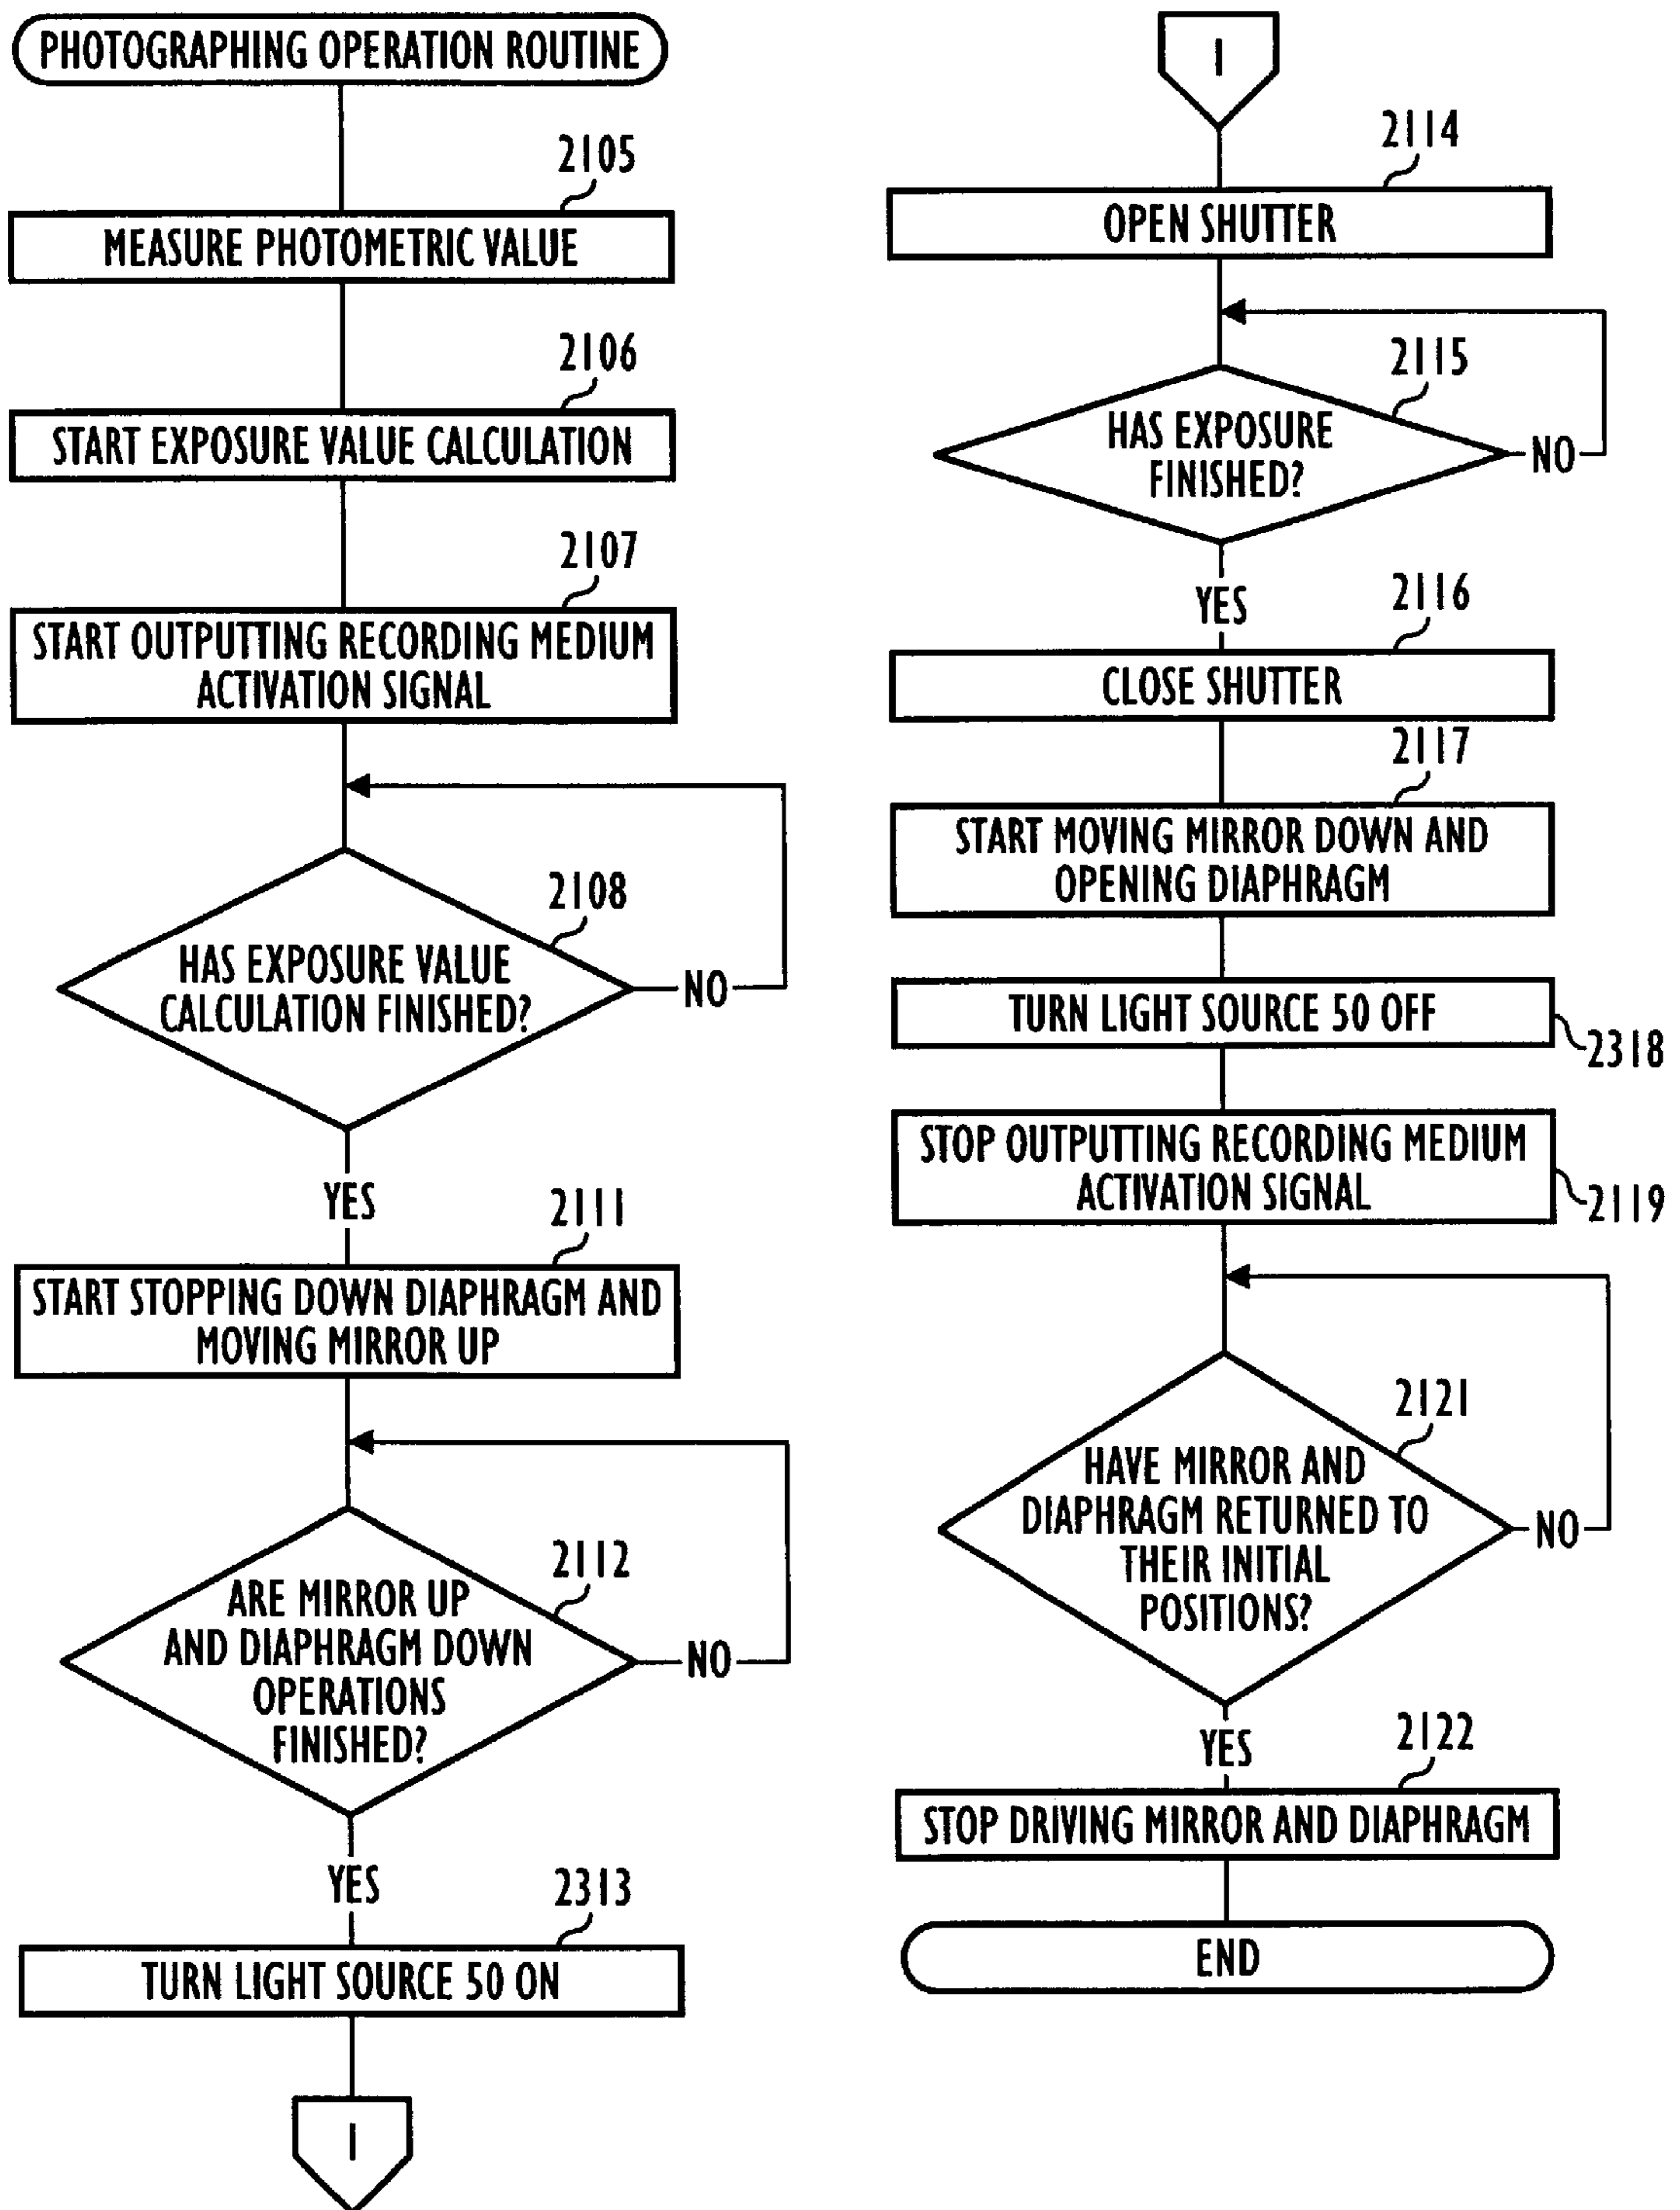 PHOTOGRAPHING OPERATION ROUTINE
2105
MEASURE PHOTOMETRIC VALUE
2106
START EXPOSURE VALUE CALCULATION
2107
START OUTPUTTING RECORDING MEDIUM
ACTIVATION SIGNAL
2108
HAS EXPOSURE VALUE
CALCULATION FINISHED?
NO
YES
2111
START STOPPING DOWN DIAPHRAGM AND
MOVING MIRROR UP
2112
ARE MIRROR UP
AND DIAPHRAGM DOWN
OPERATIONS
FINISHED?
NO
YES
2313
TURN LIGHT SOURCE 50 ON
I
I
2114
OPEN SHUTTER
2115
HAS EXPOSURE
FINISHED?
NO
YES
2116
CLOSE SHUTTER
2117
START MOVING MIRROR DOWN AND
OPENING DIAPHRAGM
TURN LIGHT SOURCE 50 OFF
2318
STOP OUTPUTTING RECORDING MEDIUM
ACTIVATION SIGNAL
2119
2121
HAVE MIRROR AND
DIAPHRAGM RETURNED TO
THEIR INITIAL
POSITIONS?
NO
YES
2122
STOP DRIVING MIRROR AND DIAPHRAGM
END